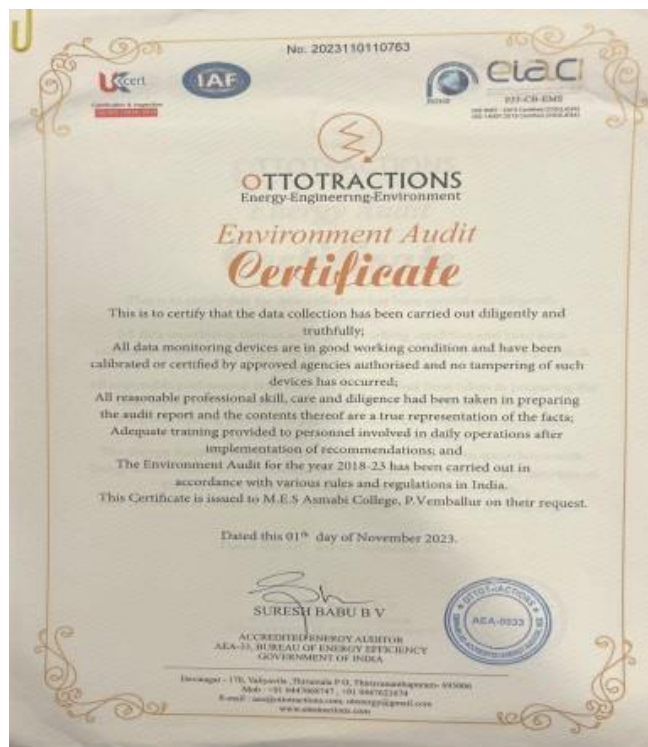 No: 2023110110763
cert
IAF
eiaci
OTTOTRACTIONS
Energy-Engineering-Environment
Environment Audit
Certificate
This is to certify that the data collection has been carried out diligently and
truthfully;
All data monitoring devices are in good working condition and have been
calibrated or certified by approved agencies authorised and no tampering of such
devices has occurred;
All reasonable professional skill, care and diligence had been taken in preparing
the audit report and the contents thereof are a true representation of the facts;
Adequate training provided to personnel involved in daily operations after
implementation of recommendations; and
The Environment Audit for the year 2018-23 has been carried out in
accordance with various rules and regulations in India.
This Certificate is issued to M.E.S Asmabi College, P.Vemballur on their request.
Dated this 01th day of November 2023.
SURESH BABU B V
ACCREDITED ENERGY AUDITOR
AEA-33, BUREAU OF ENERGY EFFICIENCY
GOVERNMENT OF INDIA
OTTOTRACTIONS
AEA-0033
www.ottotractions.com